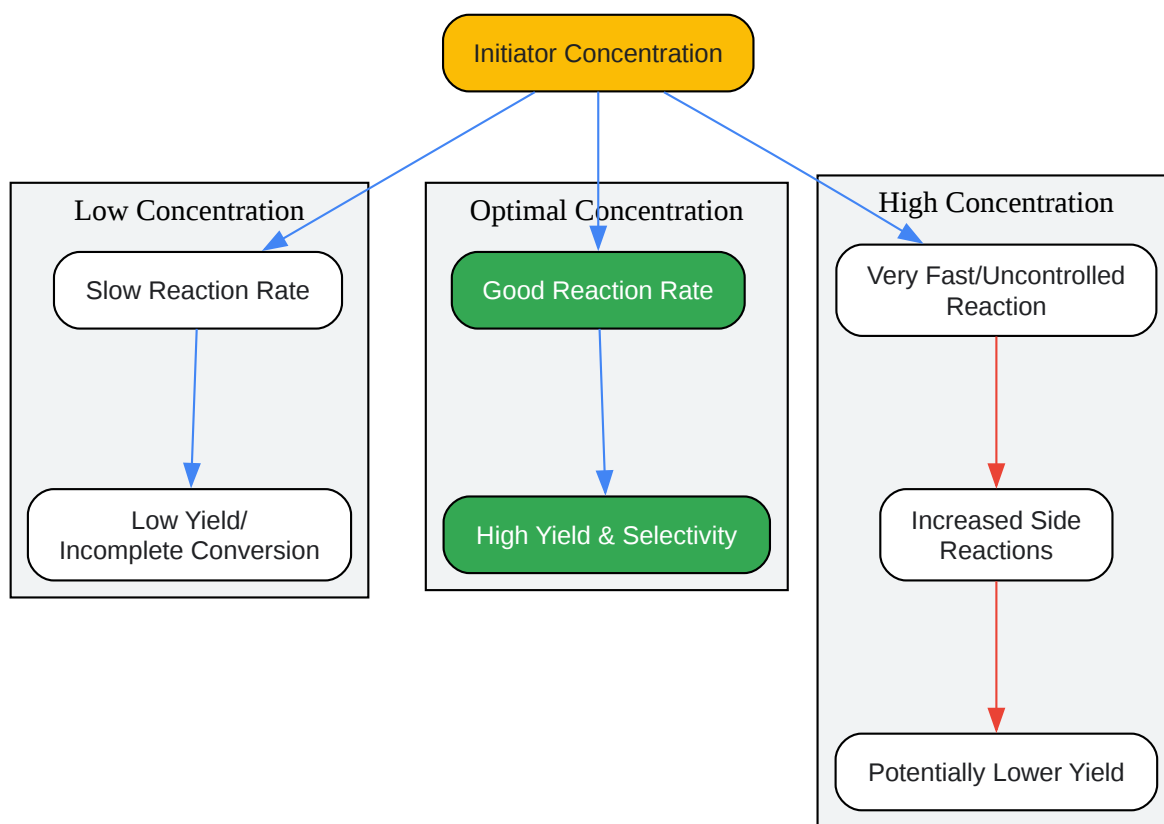 Initiator Concentration
Low Concentration
Slow Reaction Rate
Low Yield/
Incomplete Conversion
Optimal Concentration
Good Reaction Rate
High Yield & Selectivity
High Concentration
Very Fast/Uncontrolled
Reaction
Increased Side
Reactions
Potentially Lower Yield